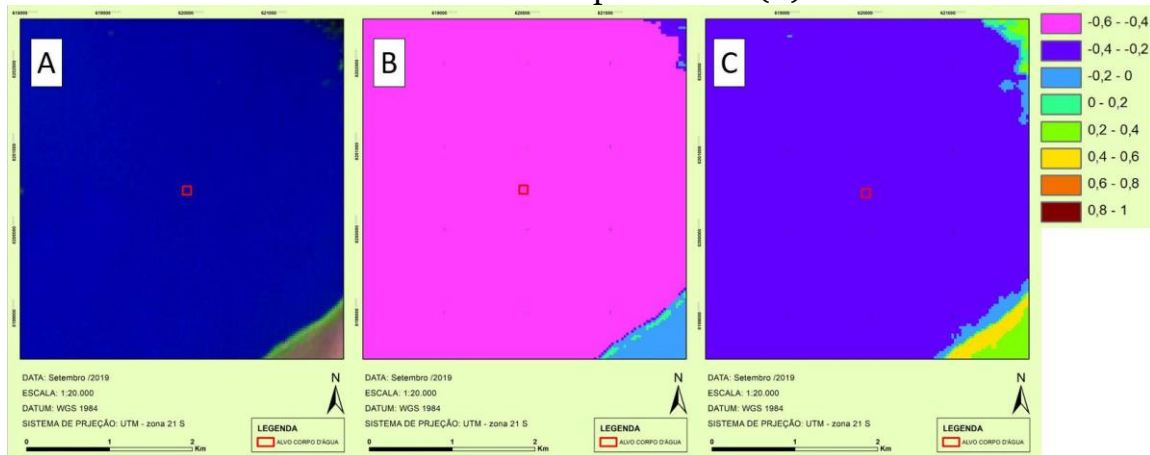 A
B
C
-0,6 - -0,4
-0,4 - -0,2
-0,2 - 0
0 - 0,2
0,2 - 0,4
0,4 - 0,6
0,6 - 0,8
0,8 - 1
DATA: Setembro /2019
ESCALA: 1:20.000
DATUM: WGS 1984
SISTEMA DE PRJEÇÃO: UTM - zona 21 S
N
LEGENDA
ALVO CORPO D'ÁGUA
0 1 2
Km
DATA: Setembro /2019
ESCALA: 1:20.000
DATUM: WGS 1984
SISTEMA DE PRJEÇÃO: UTM - zona 21 S
N
LEGENDA
ALVO CORPO D'ÁGUA
0 1 2
Km
DATA: Setembro /2019
ESCALA: 1:20.000
DATUM: WGS 1984
SISTEMA DE PRJEÇÃO: UTM - zona 21 S
N
LEGENDA
ALVO CORPO D'ÁGUA
0 1 2
Km